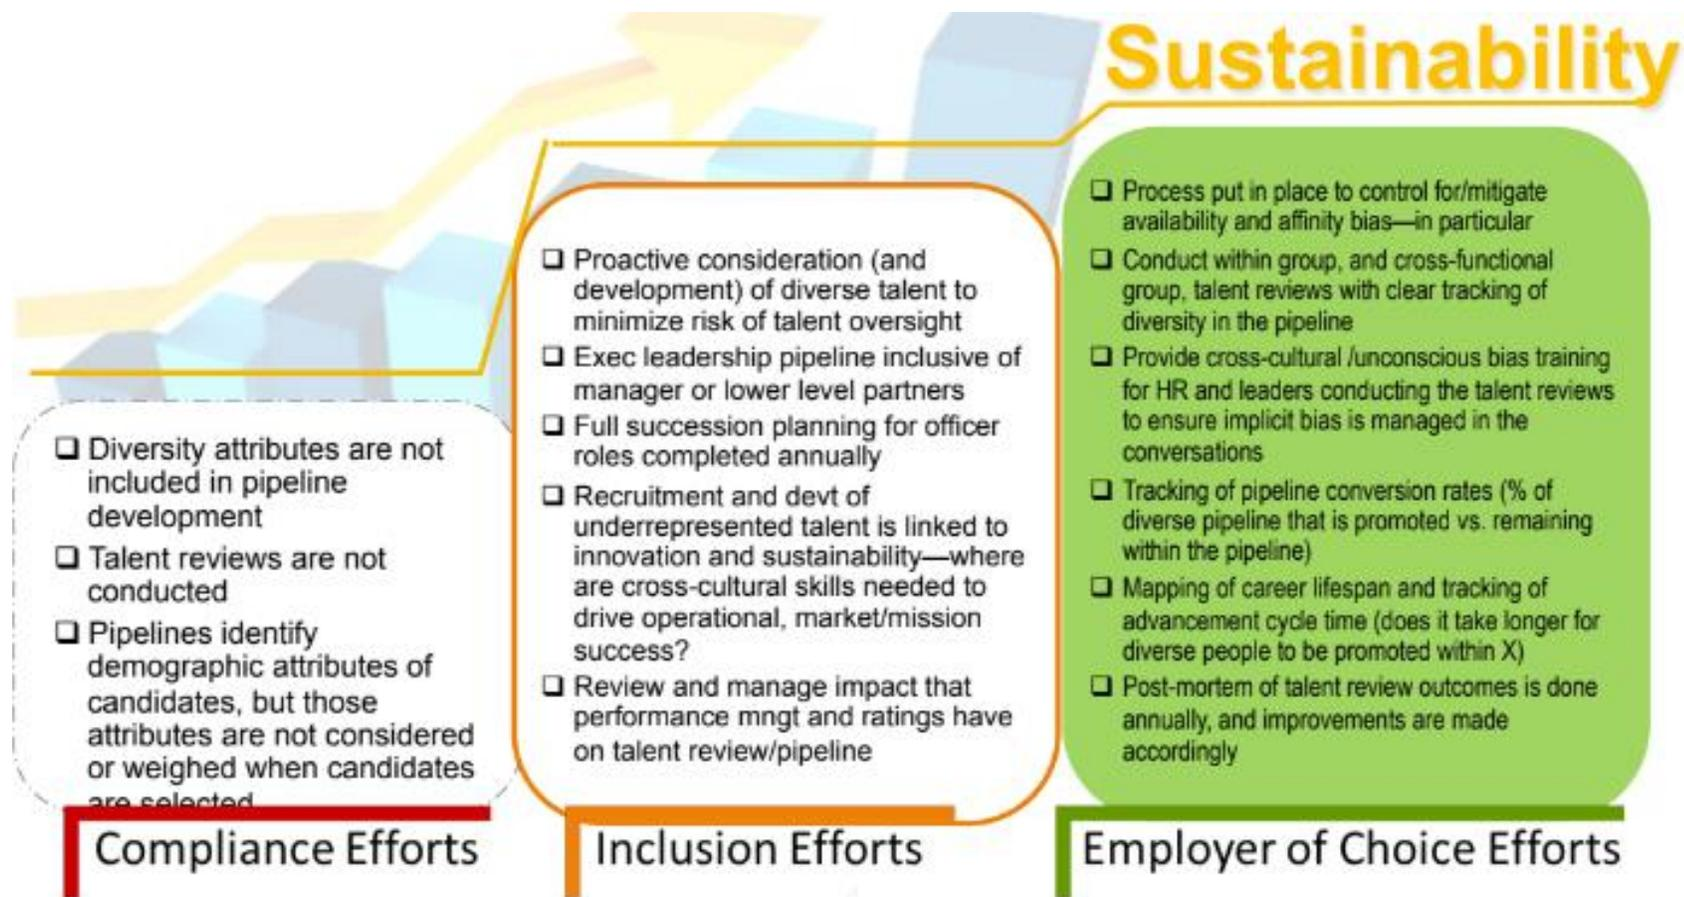 Sustainability
❑ Diversity attributes are not
included in pipeline
development
❑ Talent reviews are not
conducted
❑ Pipelines identify
demographic attributes of
candidates, but those
attributes are not considered
or weighed when candidates
are selected
Compliance Efforts
❑ Proactive consideration (and
development) of diverse talent to
minimize risk of talent oversight
❑ Exec leadership pipeline inclusive of
manager or lower level partners
❑ Full succession planning for officer
roles completed annually
❑ Recruitment and devt of
underrepresented talent is linked to
innovation and sustainability—where
are cross-cultural skills needed to
drive operational, market/mission
success?
❑ Review and manage impact that
performance mngt and ratings have
on talent review/pipeline
Inclusion Efforts
❑ Process put in place to control for/mitigate
availability and affinity bias—in particular
❑ Conduct within group, and cross-functional
group, talent reviews with clear tracking of
diversity in the pipeline
❑ Provide cross-cultural /unconscious bias training
for HR and leaders conducting the talent reviews
to ensure implicit bias is managed in the
conversations
❑ Tracking of pipeline conversion rates (% of
diverse pipeline that is promoted vs. remaining
within the pipeline)
❑ Mapping of career lifespan and tracking of
advancement cycle time (does it take longer for
diverse people to be promoted within X)
❑ Post-mortem of talent review outcomes is done
annually, and improvements are made
accordingly
Employer of Choice Efforts